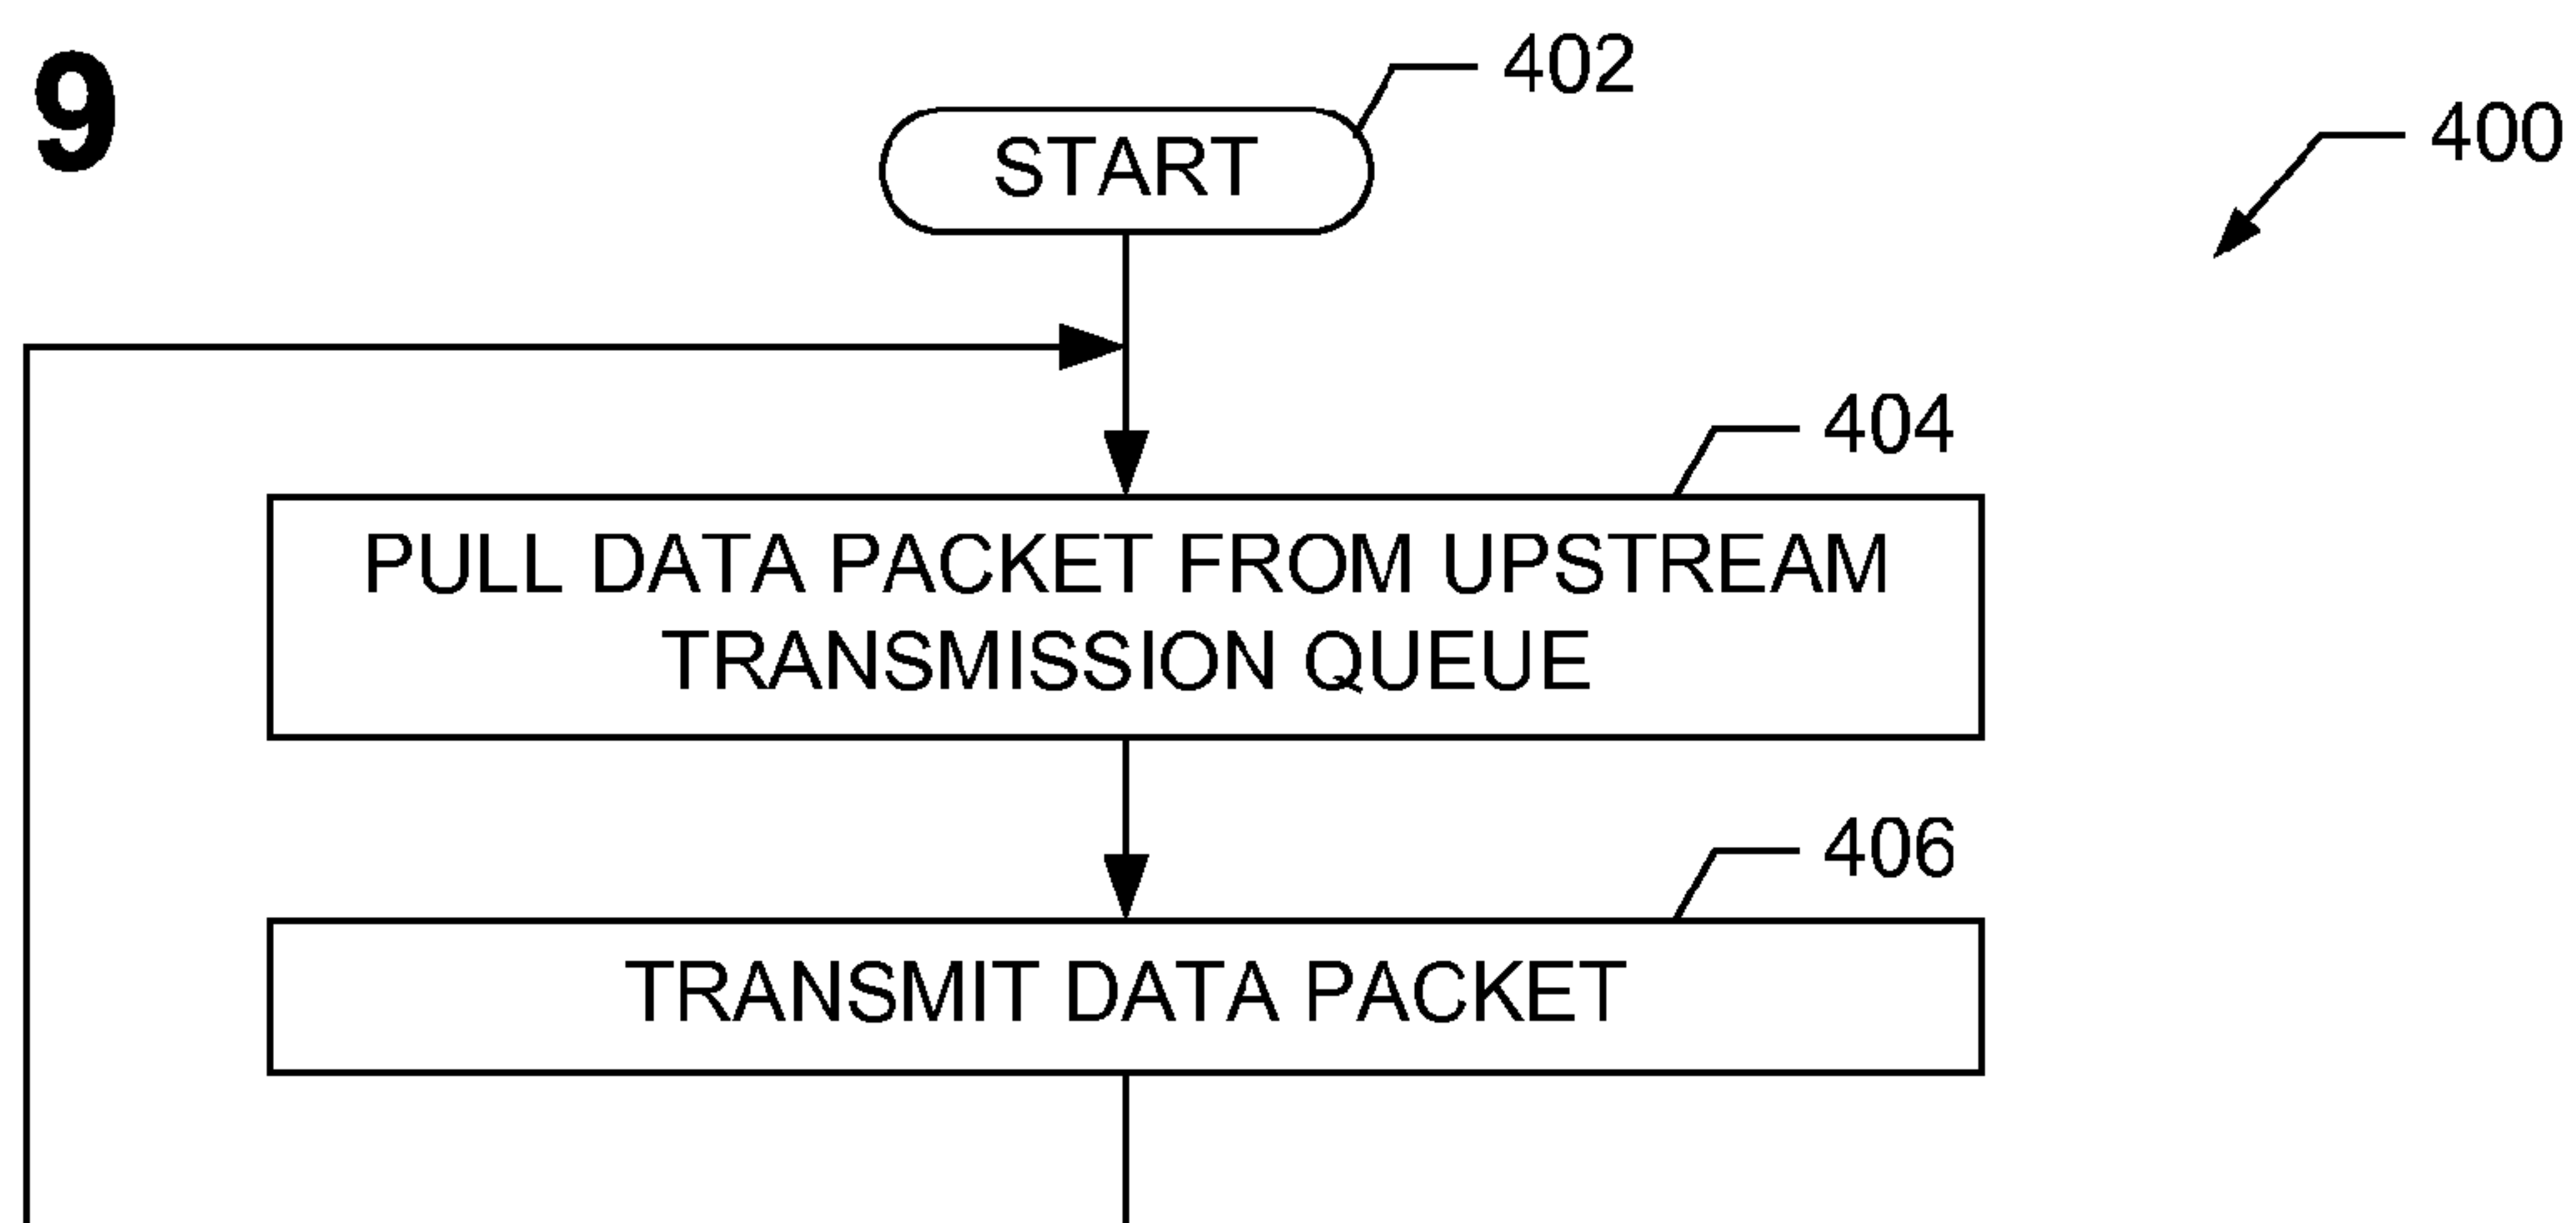 9
402
START
400
404
PULL DATA PACKET FROM UPSTREAM
TRANSMISSION QUEUE
406
TRANSMIT DATA PACKET